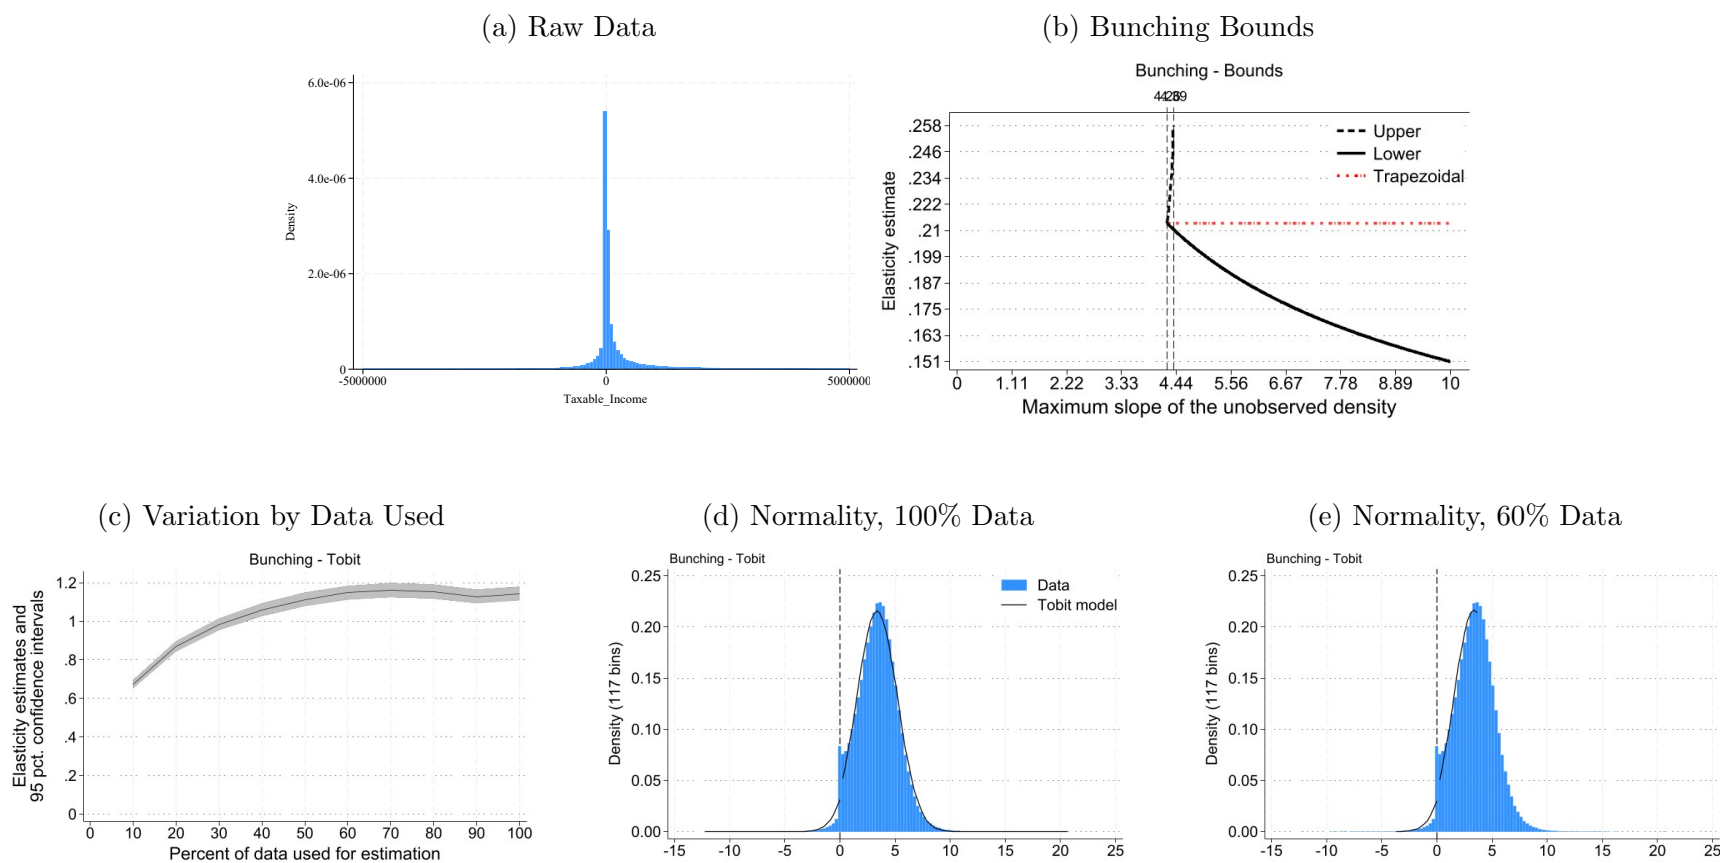 (a) Raw Data
6.0e-06
4.0e-06
2.0e-06
0
Density
-5000000
0
5000000
Taxable_Income
(b) Bunching Bounds
Bunching - Bounds
.258
.246
.234
.222
.21
.199
.187
.175
.163
.151
Elasticity estimate
Upper
Lower
Trapezoidal
0 1.11 2.22 3.33 4.44 5.56 6.67 7.78 8.89 10
Maximum slope of the unobserved density
(c) Variation by Data Used
Bunching - Tobit
1.2
1
.8
.6
.4
.2
0
Elasticity estimates and
95 pct. confidence intervals
0 10 20 30 40 50 60 70 80 90 100
Percent of data used for estimation
(d) Normality, 100% Data
Bunching - Tobit
0.25
0.20
0.15
0.10
0.05
0.00
Density (117 bins)
Data
Tobit model
-15 -10 -5 0 5 10 15 20 25
(e) Normality, 60% Data
Bunching - Tobit
0.25
0.20
0.15
0.10
0.05
0.00
Density (117 bins)
-15 -10 -5 0 5 10 15 20 25